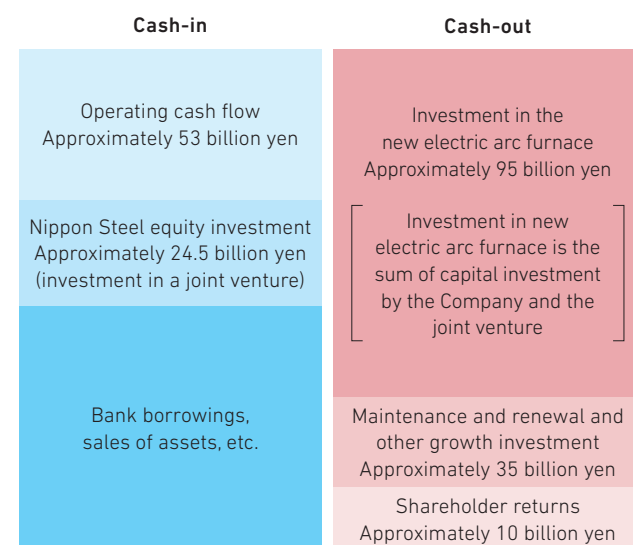 Cash-in
Operating cash flow
Approximately 53 billion yen
Nippon Steel equity investment
Approximately 24.5 billion yen
(investment in a joint venture)
Bank borrowings,
sales of assets, etc.
Cash-out
Investment in the
new electric arc furnace
Approximately 95 billion yen
Investment in new
electric arc furnace is the
sum of capital investment
by the Company and the
joint venture
Maintenance and renewal and
other growth investment
Approximately 35 billion yen
Shareholder returns
Approximately 10 billion yen